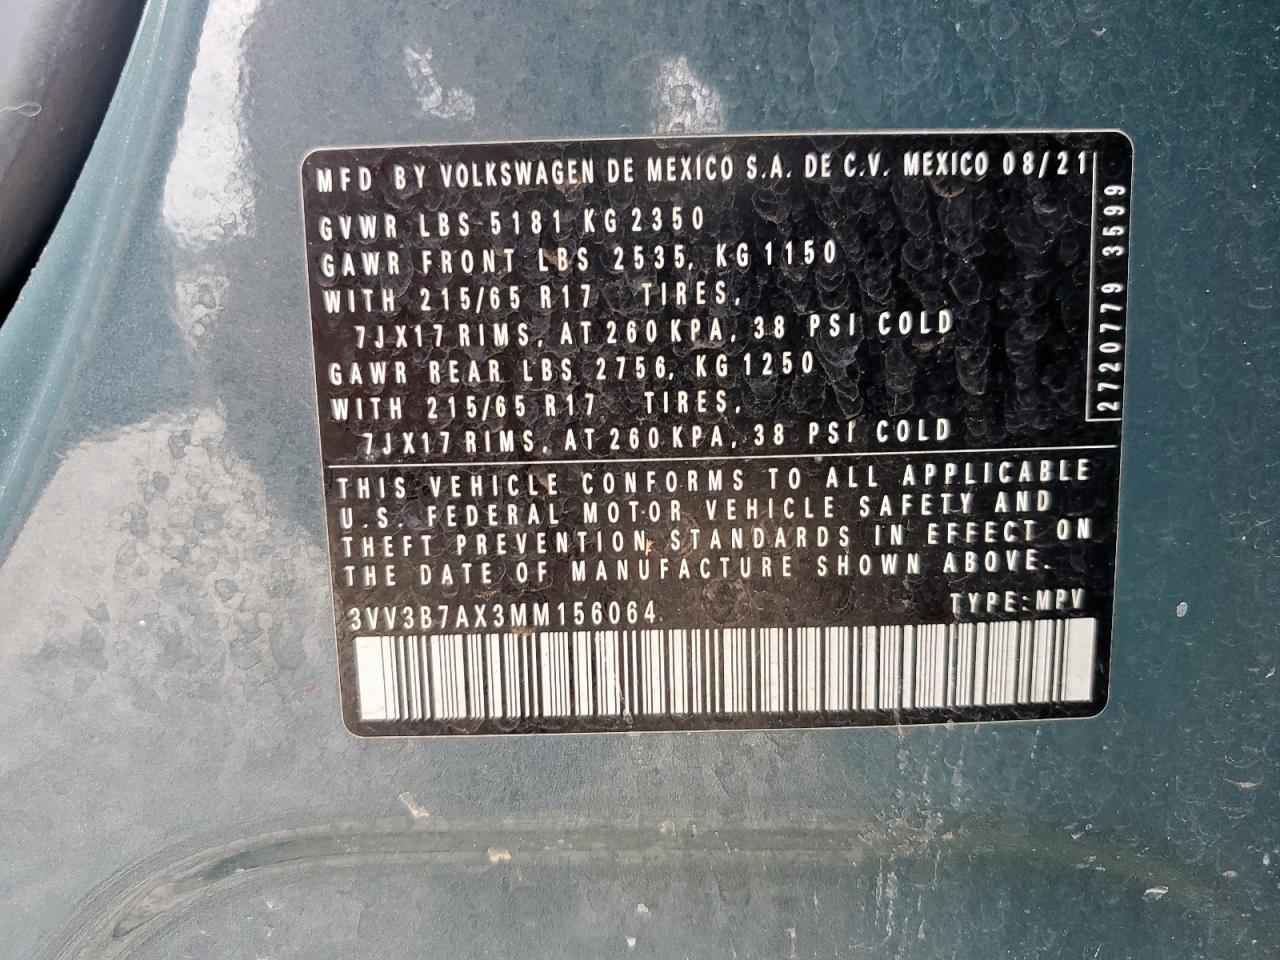 MFD BY VOLKSWAGEN DE MEXICO S.A. DE C.V. MEXICO 08/21
GVWR LBS 5181 KG 2350
GAWR FRONT LBS 2535, KG 1150
WITH 215/65 R17 TIRES,
7JX17 RIMS, AT 260 KPA, 38 PSI COLD
GAWR REAR LBS 2756, KG 1250
WITH 215/65 R17 TIRES,
7JX17 RIMS, AT 260 KPA, 38 PSI COLD
2720779 3599
THIS VEHICLE CONFORMS TO ALL APPLICABLE
U.S. FEDERAL MOTOR VEHICLE SAFETY AND
THEFT PREVENTION STANDARDS IN EFFECT ON
THE DATE OF MANUFACTURE SHOWN ABOVE.
3VV3B7AX3MM156064 TYPE: MPV